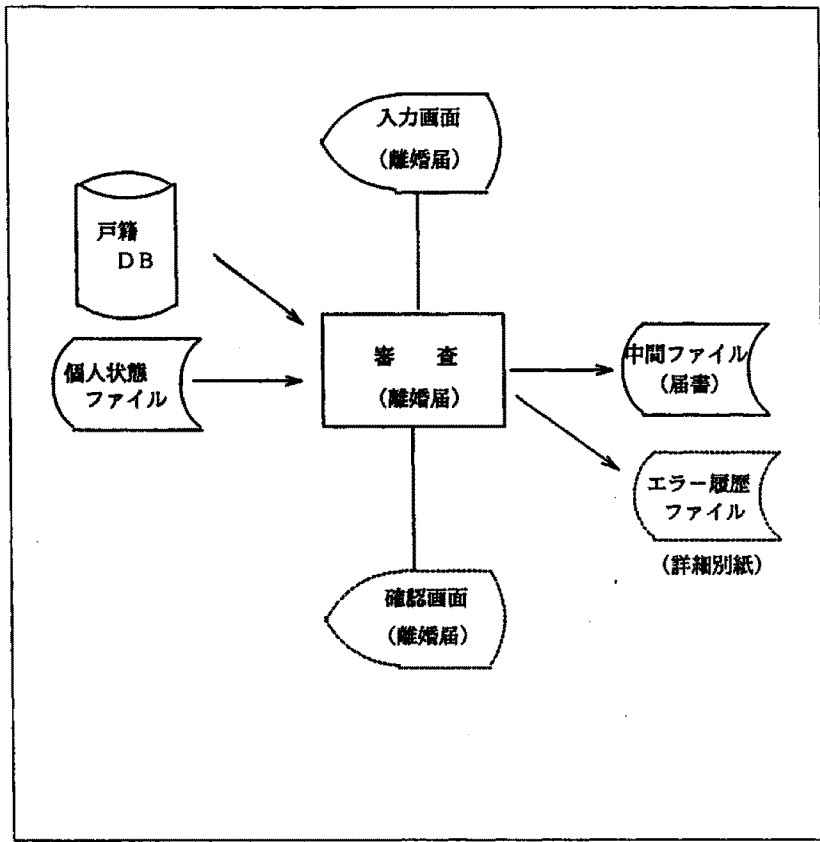 入力画面
(離婚届)
戸籍
DB
個人状態
ファイル
審 査
(離婚届)
中間ファイル
(届書)
エラー履歴
ファイル
(詳細別紙)
確認画面
(離婚届)